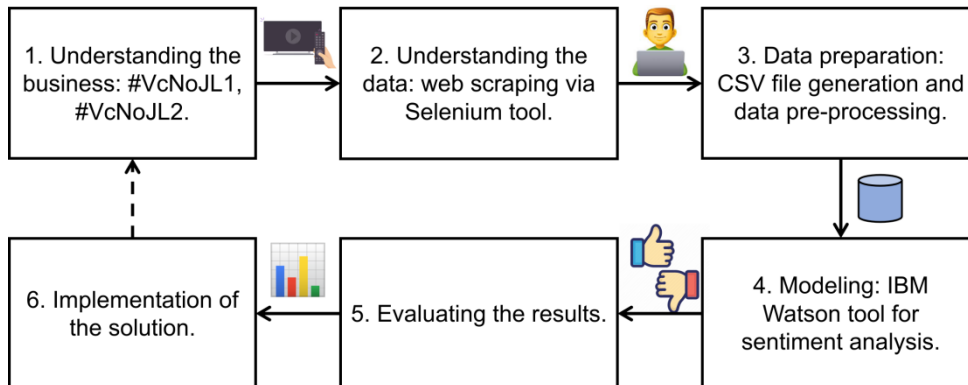 1. Understanding the
business: #VcNoJL1,
#VcNoJL2.
2. Understanding the
data: web scraping via
Selenium tool.
3. Data preparation:
CSV file generation and
data pre-processing.
4. Modeling: IBM
Watson tool for
sentiment analysis.
5. Evaluating the results.
6. Implementation of
the solution.